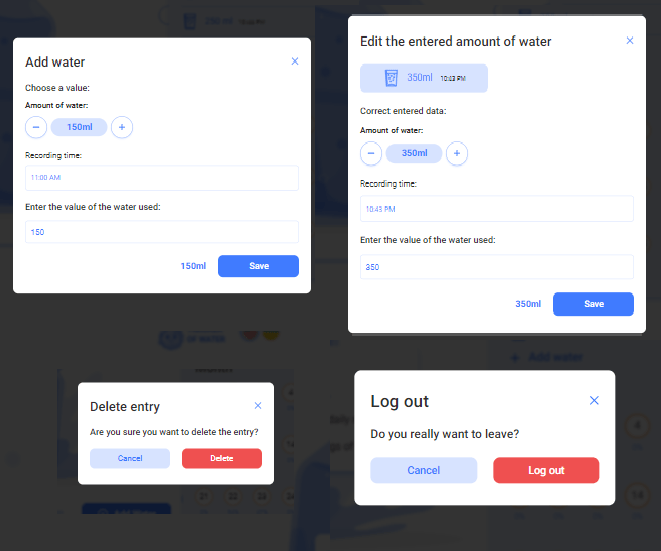 Add water
Choose a value:
Amount of water:
150ml
Recording time:
11:00 AM
Enter the value of the water used:
150
150ml
Save
Edit the entered amount of water
350ml 10:43 PM
Correct entered data:
Amount of water:
350ml
Recording time:
10:43 PM
Enter the value of the water used:
350
350ml
Save
Delete entry
Are you sure you want to delete the entry?
Cancel
Delete
21 22 23 24
+ Add water
Log out
Do you really want to leave?
Cancel
Log out